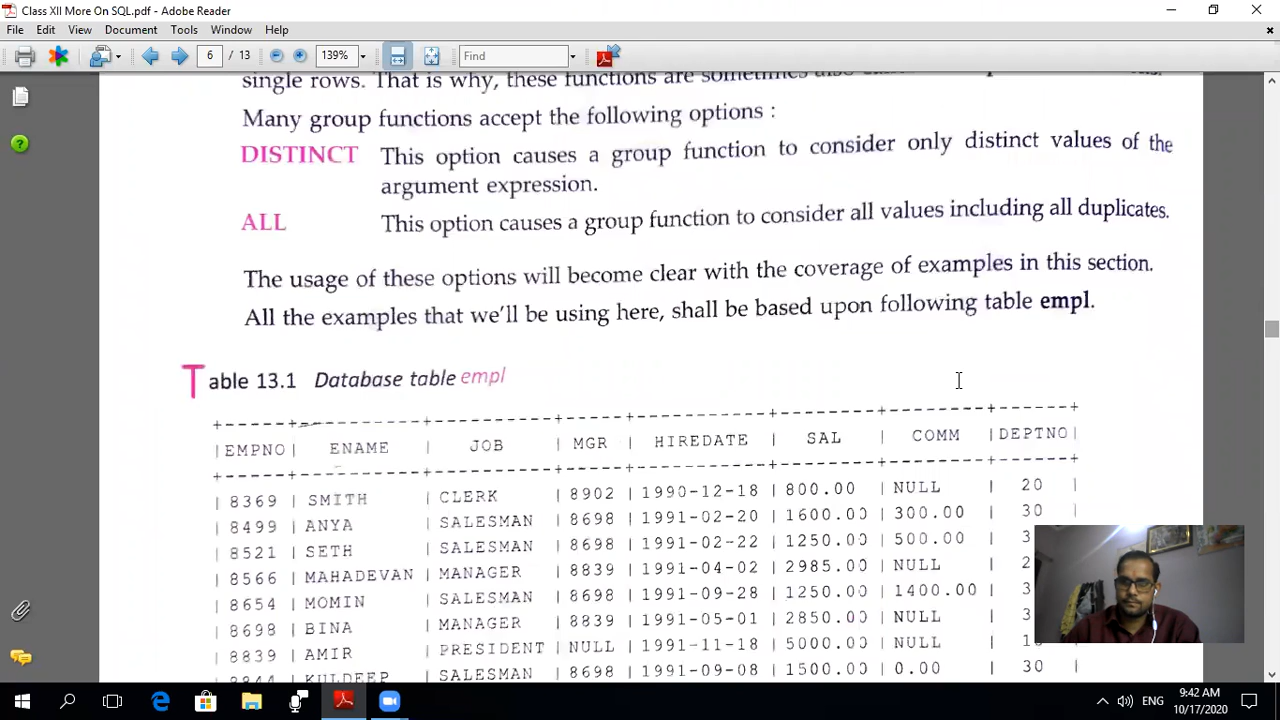 Class XII More On SQL.pdf - Adobe Reader
File Edit View Document Tools Window Help
6 / 13 139% Find
single rows. That is why, these functions are sometimes
Many group functions accept the following options :
DISTINCT This option causes a group function to consider only distinct values of the
argument expression.
ALL This option causes a group function to consider all values including all duplicates.
The usage of these options will become clear with the coverage of examples in this section.
All the examples that we'll be using here, shall be based upon following table empl.
Table 13.1 Database table empl
| EMPNO | ENAME | JOB | MGR | HIREDATE | SAL | COMM | DEPTNO |
| 8369 | SMITH | CLERK | 8902 | 1990-12-18 | 800.00 | NULL | 20 |
| 8499 | ANYA | SALESMAN | 8698 | 1991-02-20 | 1600.00 | 300.00 | 30 |
| 8521 | SETH | SALESMAN | 8698 | 1991-02-22 | 1250.00 | 500.00 | 3
| 8566 | MAHADEVAN | MANAGER | 8839 | 1991-04-02 | 2985.00 | NULL | 2
| 8654 | MOMIN | SALESMAN | 8698 | 1991-09-28 | 1250.00 | 1400.00 | 3
| 8698 | BINA | MANAGER | 8839 | 1991-05-01 | 2850.00 | NULL | 3
| 8839 | AMIR | PRESIDENT | NULL | 1991-11-18 | 5000.00 | NULL | 1
| 8844 | KULDEEP | SALESMAN | 8698 | 1991-09-08 | 1500.00 | 0.00 | 30 |
ENG
9:42 AM
10/17/2020